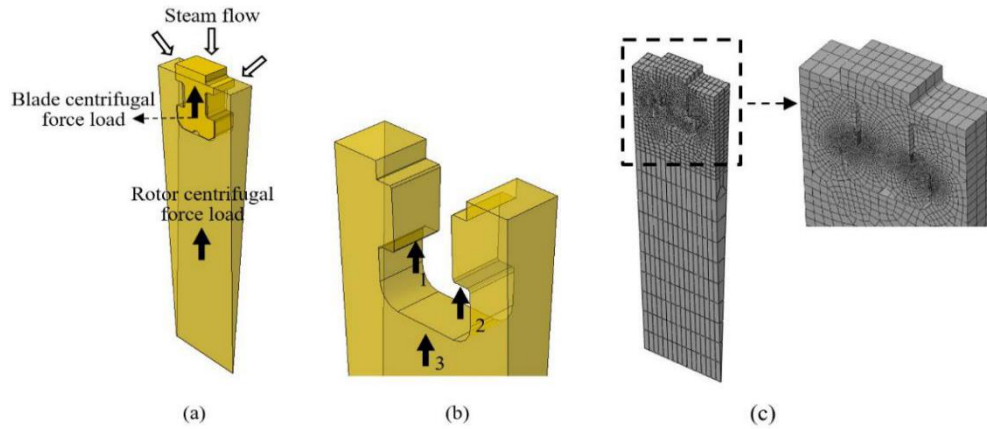 Steam flow
Blade centrifugal
force load
Rotor centrifugal
force load
1
2
3
(a)
(b)
(c)